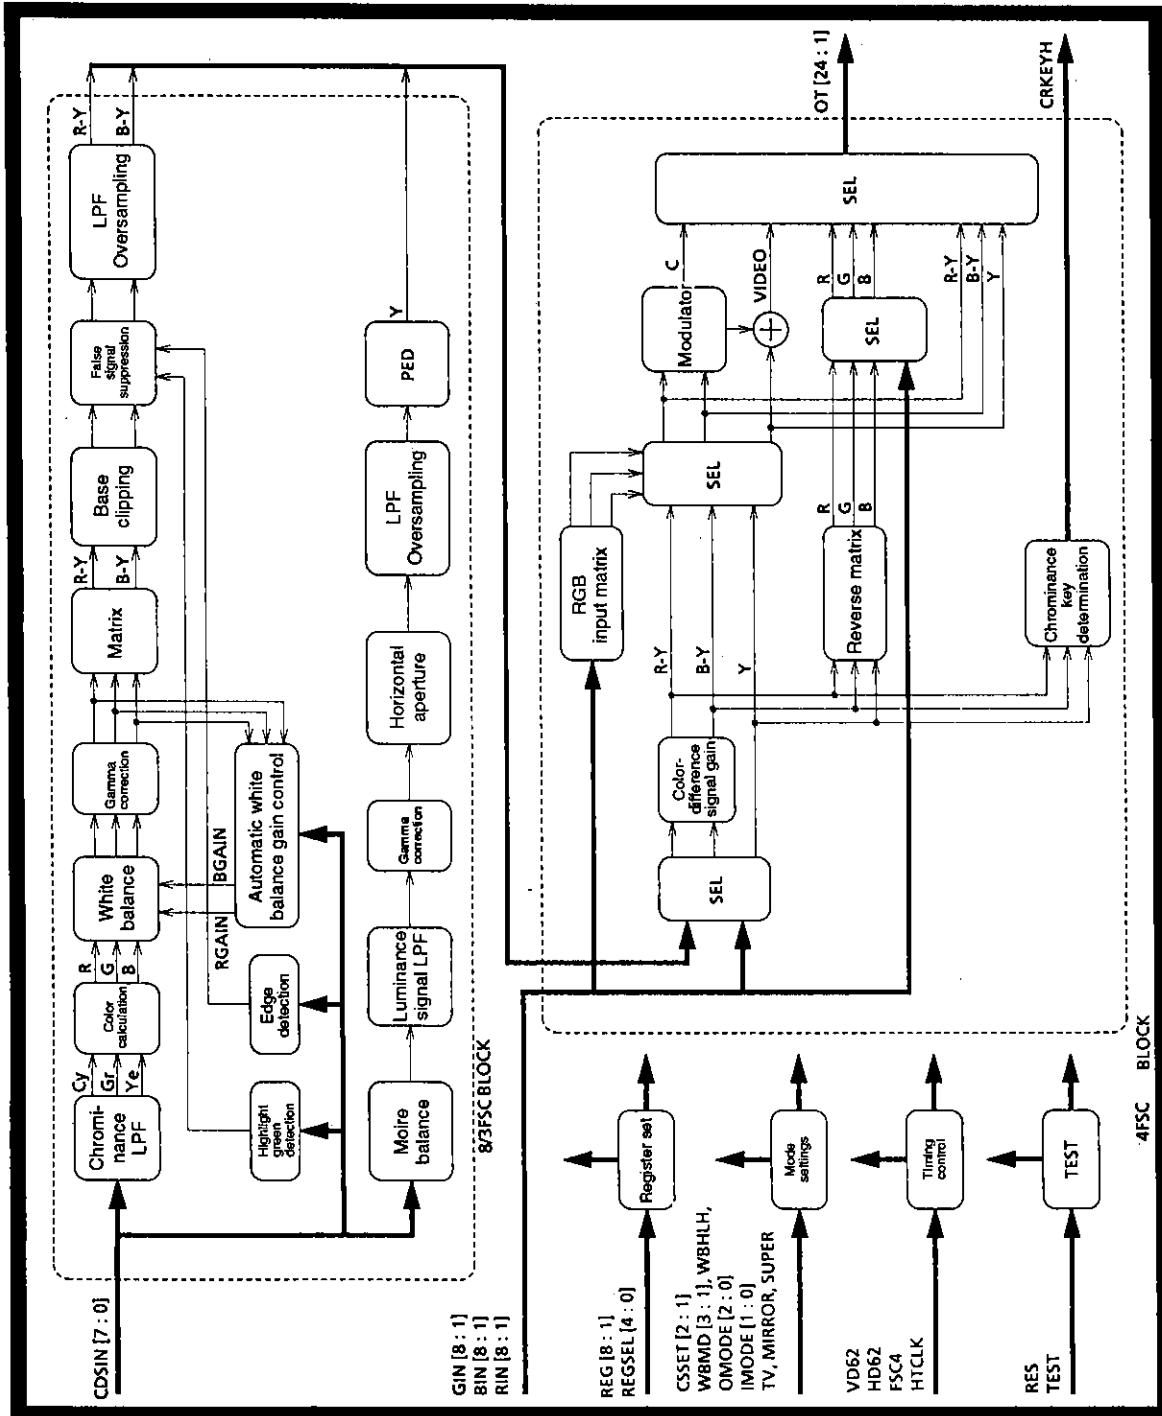 CDSIN [7 : 0]
Chromi-
nance
LPF
Cy
Gr
Ye
Color
calculation
R
G
B
White
balance
Gamma
correction
Matrix
R-Y
B-Y
Base
clipping
False
signal
suppression
LPF
Oversampling
R-Y
B-Y
Highlight
green
detection
Edge
detection
RGAIN
BGAIN
Automatic white
balance gain control
Moire
balance
Luminance
signal LPF
Gamma
correction
Horizontal
aperture
LPF
Oversampling
PED
Y
8/3FSC BLOCK
GIN [8 : 1]
BIN [8 : 1]
RIN [8 : 1]
SEL
Color-
difference
signal gain
R-Y
B-Y
Y
RGB
input matrix
SEL
Reverse matrix
R
G
B
Modulator
C
VIDEO
SEL
R
G
B
R-Y
B-Y
Y
SEL
OT [24 : 1]
Chrominance
key
determination
CRKEYH
REG [8 : 1]
REGSEL [4 : 0]
Register set
CSSET [2 : 1]
WBMD [3 : 1], WBHLH,
OMODE [2 : 0]
IMODE [1 : 0]
TV, MIRROR, SUPER
Mode
settings
VD62
HD62
FSC4
HTCLK
Timing
control
RES
TEST
TEST
4FSC BLOCK